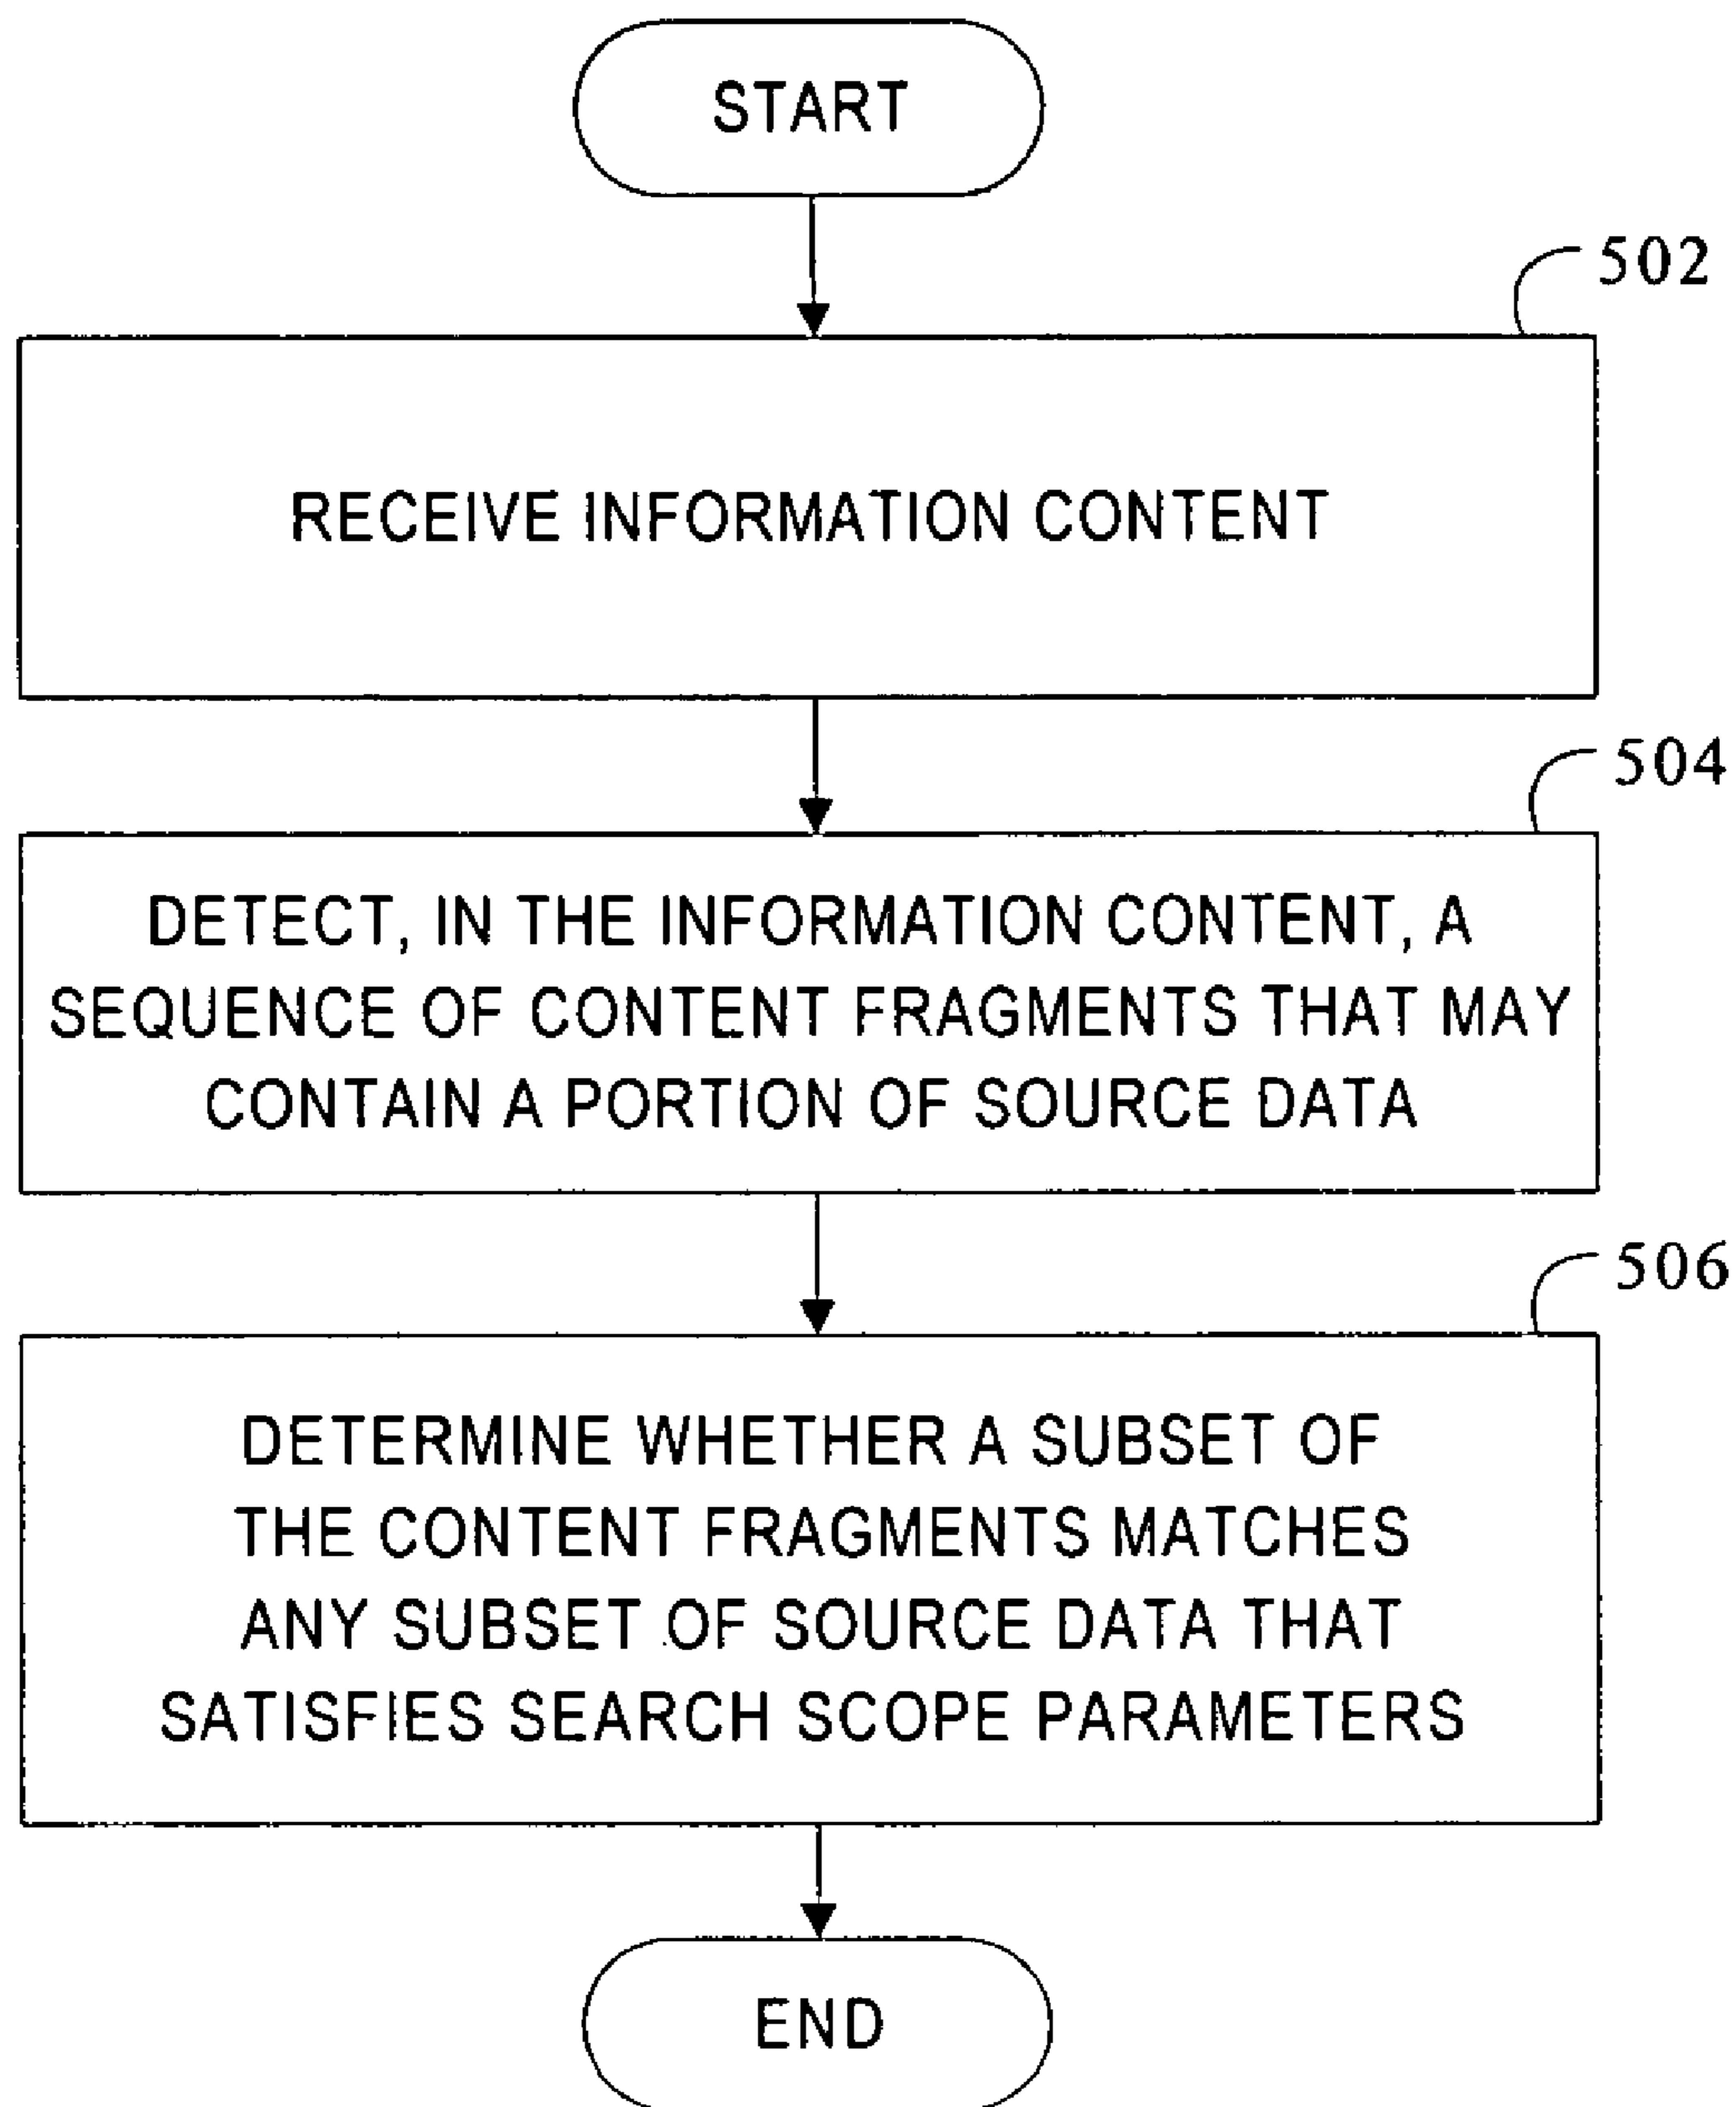 START
502
RECEIVE INFORMATION CONTENT
504
DETECT, IN THE INFORMATION CONTENT, A
SEQUENCE OF CONTENT FRAGMENTS THAT MAY
CONTAIN A PORTION OF SOURCE DATA
506
DETERMINE WHETHER A SUBSET OF
THE CONTENT FRAGMENTS MATCHES
ANY SUBSET OF SOURCE DATA THAT
SATISFIES SEARCH SCOPE PARAMETERS
END